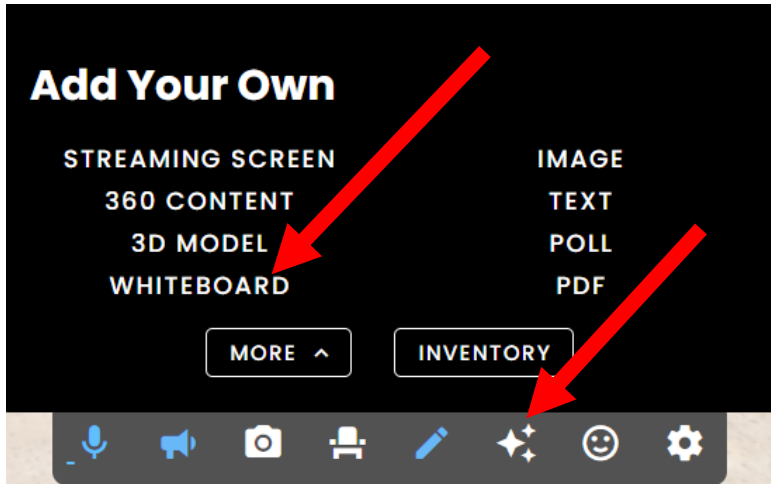 Add Your Own
STREAMING SCREEN
IMAGE
360 CONTENT
TEXT
3D MODEL
POLL
WHITEBOARD
PDF
MORE
INVENTORY